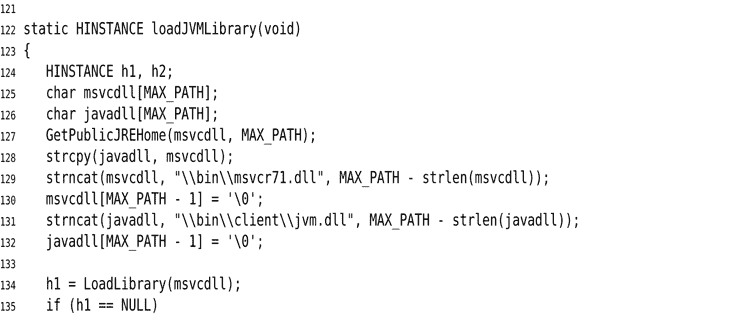 121
122 static HINSTANCE loadJVMLibrary(void)
123 {
124    HINSTANCE h1, h2;
125    char msvcdll[MAX_PATH];
126    char javadll[MAX_PATH];
127    GetPublicJREHome(msvcdll, MAX_PATH);
128    strcpy(javadll, msvcdll);
129    strncat(msvcdll, "\\bin\\msvcr71.dll", MAX_PATH - strlen(msvcdll));
130    msvcdll[MAX_PATH - 1] = '\0';
131    strncat(javadll, "\\bin\\client\\jvm.dll", MAX_PATH - strlen(javadll));
132    javadll[MAX_PATH - 1] = '\0';
133
134    h1 = LoadLibrary(msvcdll);
135    if (h1 == NULL)